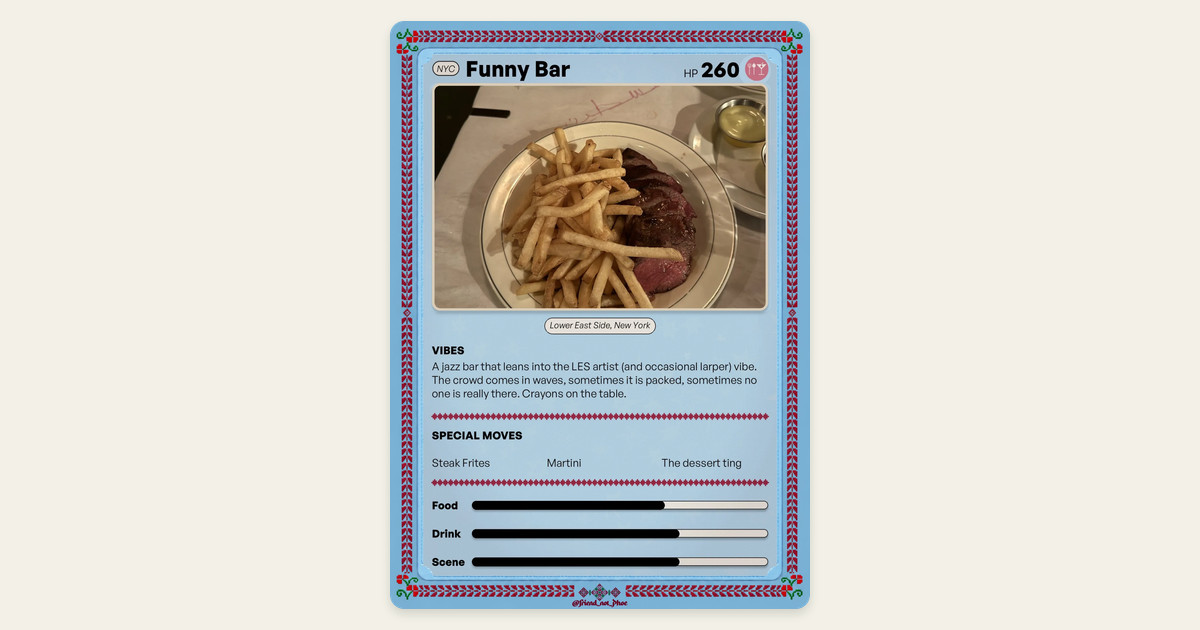 NYC Funny Bar HP 260
Lower East Side, New York
VIBES
A jazz bar that leans into the LES artist (and occasional larper) vibe.
The crowd comes in waves, sometimes it is packed, sometimes no
one is really there. Crayons on the table.
SPECIAL MOVES
Steak Frites Martini The dessert ting
Food
Drink
Scene
@friend_not_phoe